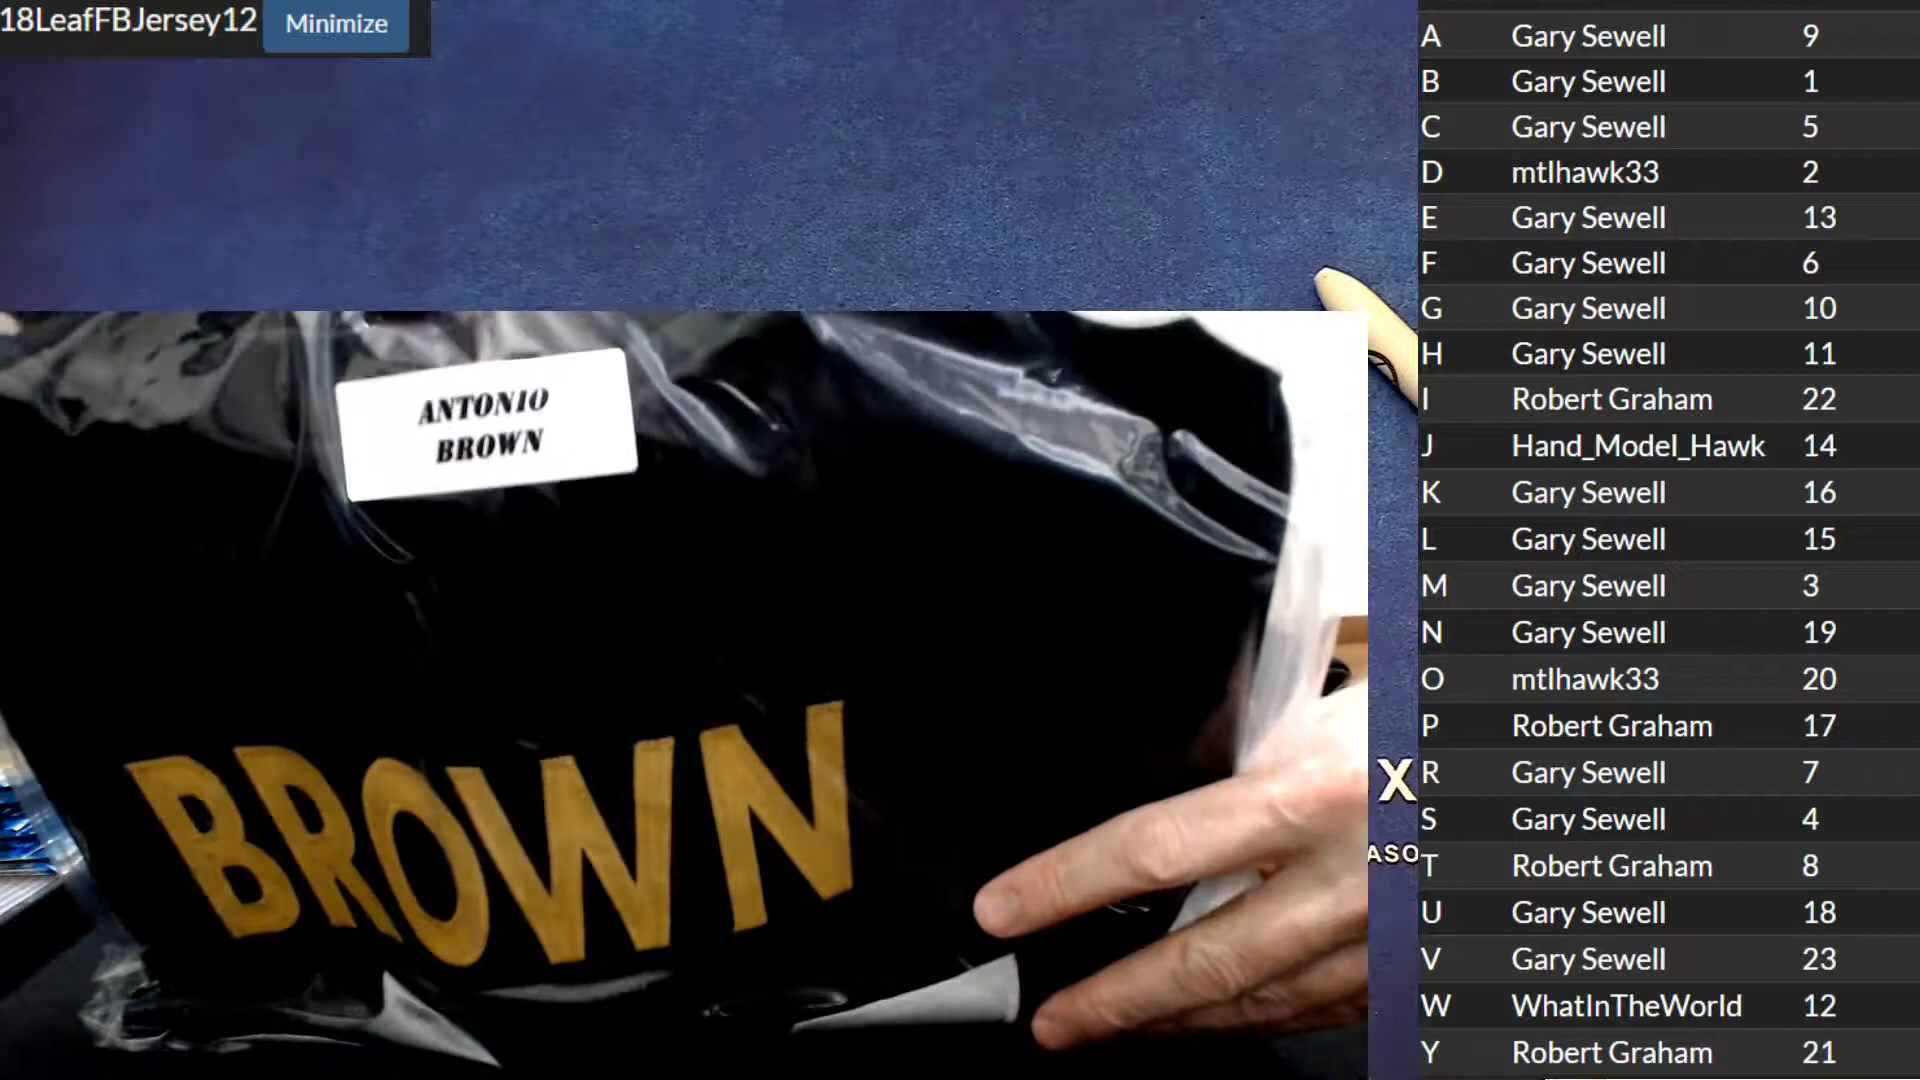 18LeafFBJersey12 Minimize
ANTONIO
BROWN
BROWN
X
ASO
A Gary Sewell 9
B Gary Sewell 1
C Gary Sewell 5
D mtlhawk33 2
E Gary Sewell 13
F Gary Sewell 6
G Gary Sewell 10
H Gary Sewell 11
I Robert Graham 22
J Hand_Model_Hawk 14
K Gary Sewell 16
L Gary Sewell 15
M Gary Sewell 3
N Gary Sewell 19
O mtlhawk33 20
P Robert Graham 17
R Gary Sewell 7
S Gary Sewell 4
T Robert Graham 8
U Gary Sewell 18
V Gary Sewell 23
W WhatInTheWorld 12
Y Robert Graham 21